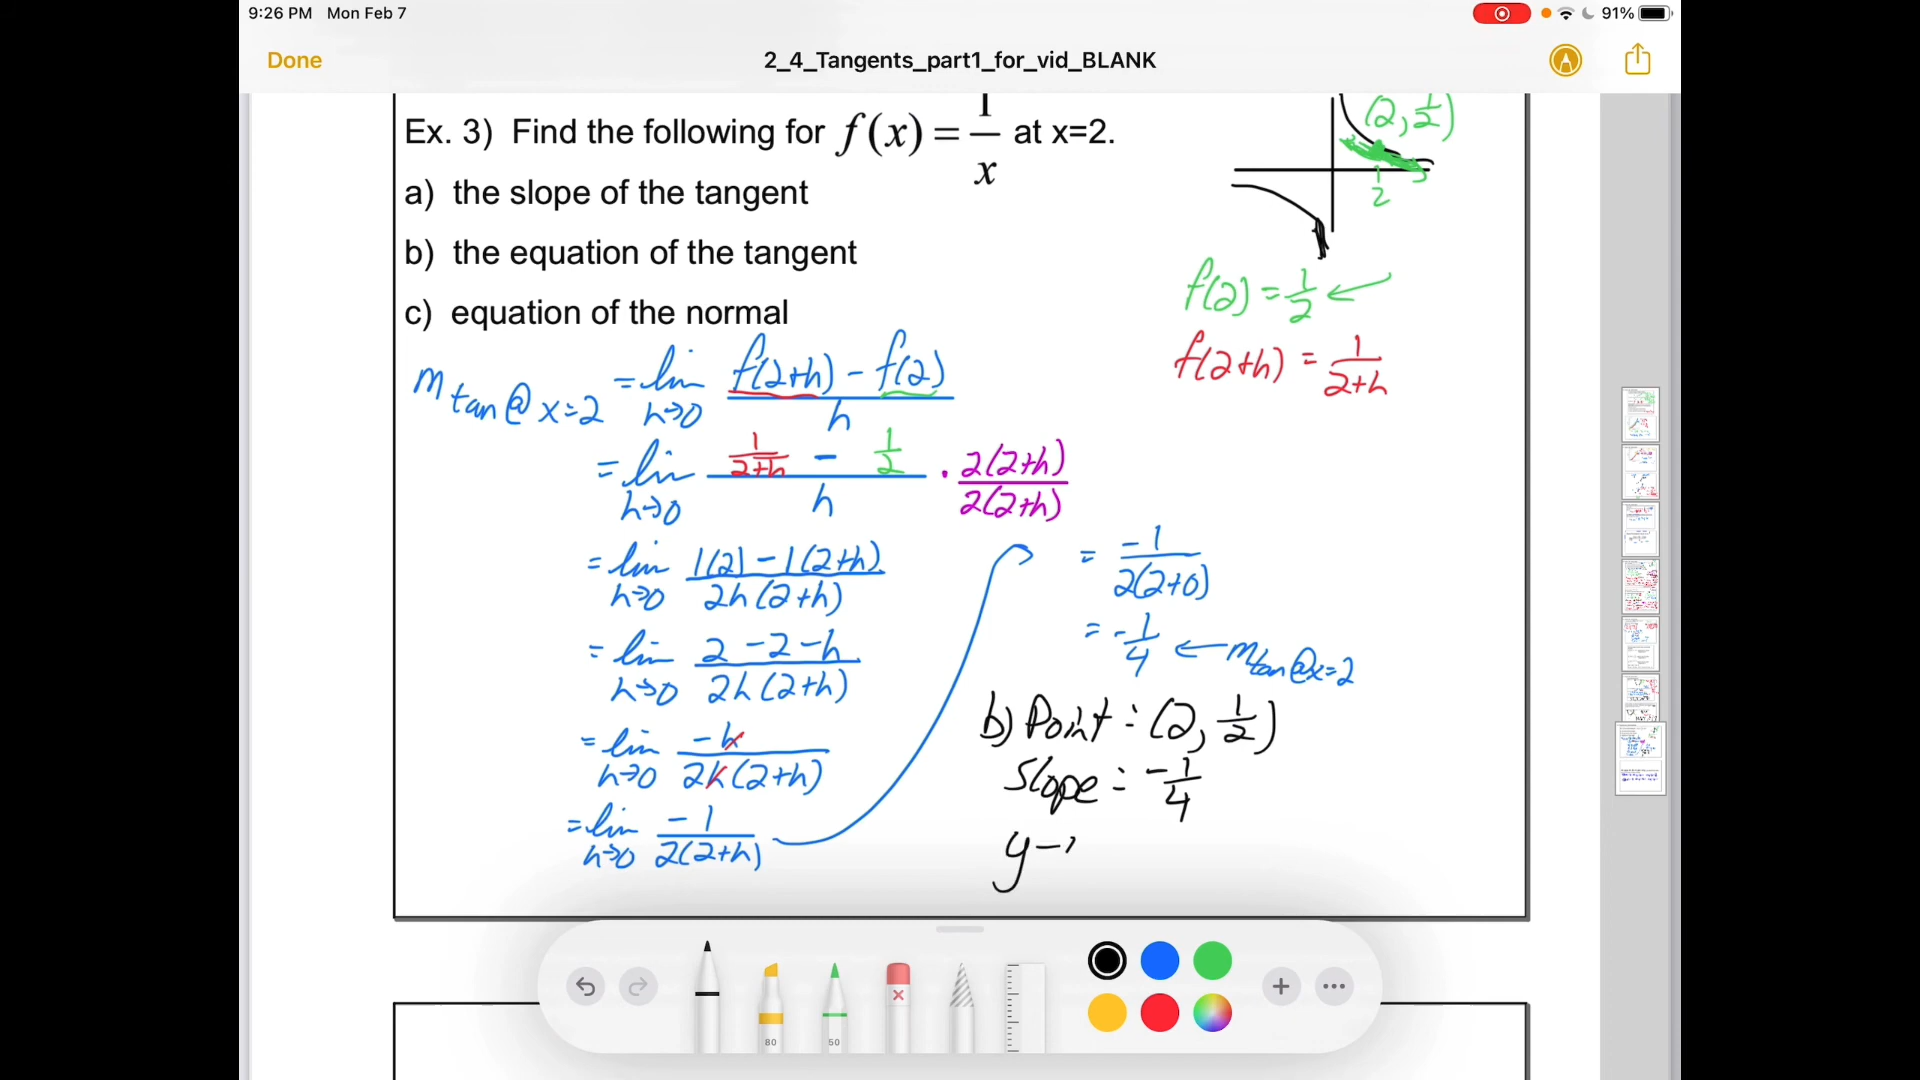 9:26 PM Mon Feb 7
91%
Done
2_4_Tangents_part1_for_vid_BLANK
Ex. 3) Find the following for f(x) = 1/x at x=2.
a) the slope of the tangent
b) the equation of the tangent
c) equation of the normal
(2, 1/2)
2
f(2) = 1/2 ←
f(2+h) = 1/(2+h)
m tan @ x=2 = lim h→0 (f(2+h) - f(2))/h
= lim h→0 (1/(2+h) - 1/2)/h · 2(2+h)/2(2+h)
= lim h→0 (1(2) - 1(2+h))/(2h(2+h))
= lim h→0 (2 - 2 - h)/(2h(2+h))
= lim h→0 -h/(2h(2+h))
= lim h→0 -1/(2(2+h))
= -1/(2(2+0))
= -1/4 ← m tan @ x=2
b) Point: (2, 1/2)
Slope: -1/4
y -
80
50